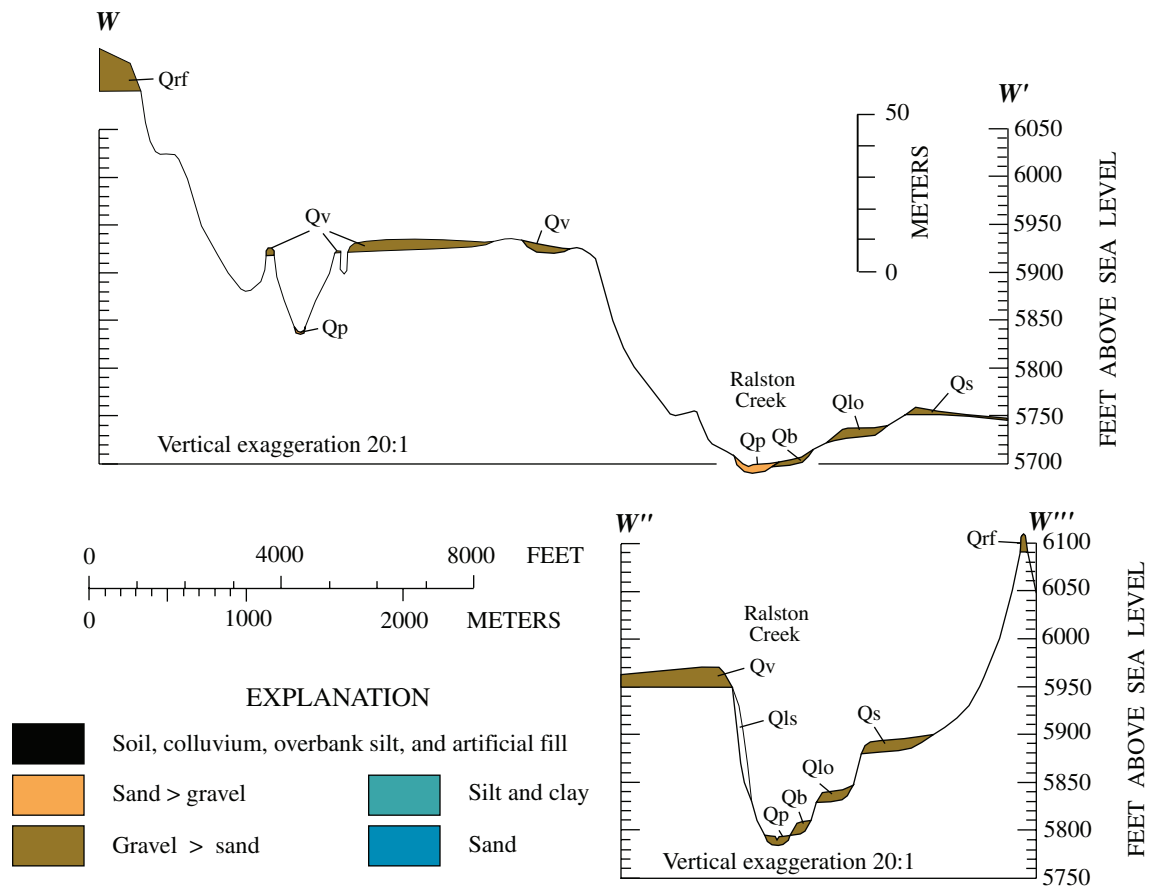 W
Qrf
W'
50
METERS
0
6050
6000
5950
5900
5850
5800
5750
5700
FEET ABOVE SEA LEVEL
Qv
Qv
Qp
Ralston
Creek
Qlo
Qs
Qp
Qb
Vertical exaggeration 20:1
0
4000
8000
FEET
0
1000
2000
METERS
W''
W'''
Qrf
6100
6050
6000
5950
5900
5850
5800
5750
FEET ABOVE SEA LEVEL
Ralston
Creek
Qv
Qls
Qs
Qlo
Qb
Qp
Vertical exaggeration 20:1
EXPLANATION
Soil, colluvium, overbank silt, and artificial fill
Sand > gravel
Silt and clay
Gravel > sand
Sand